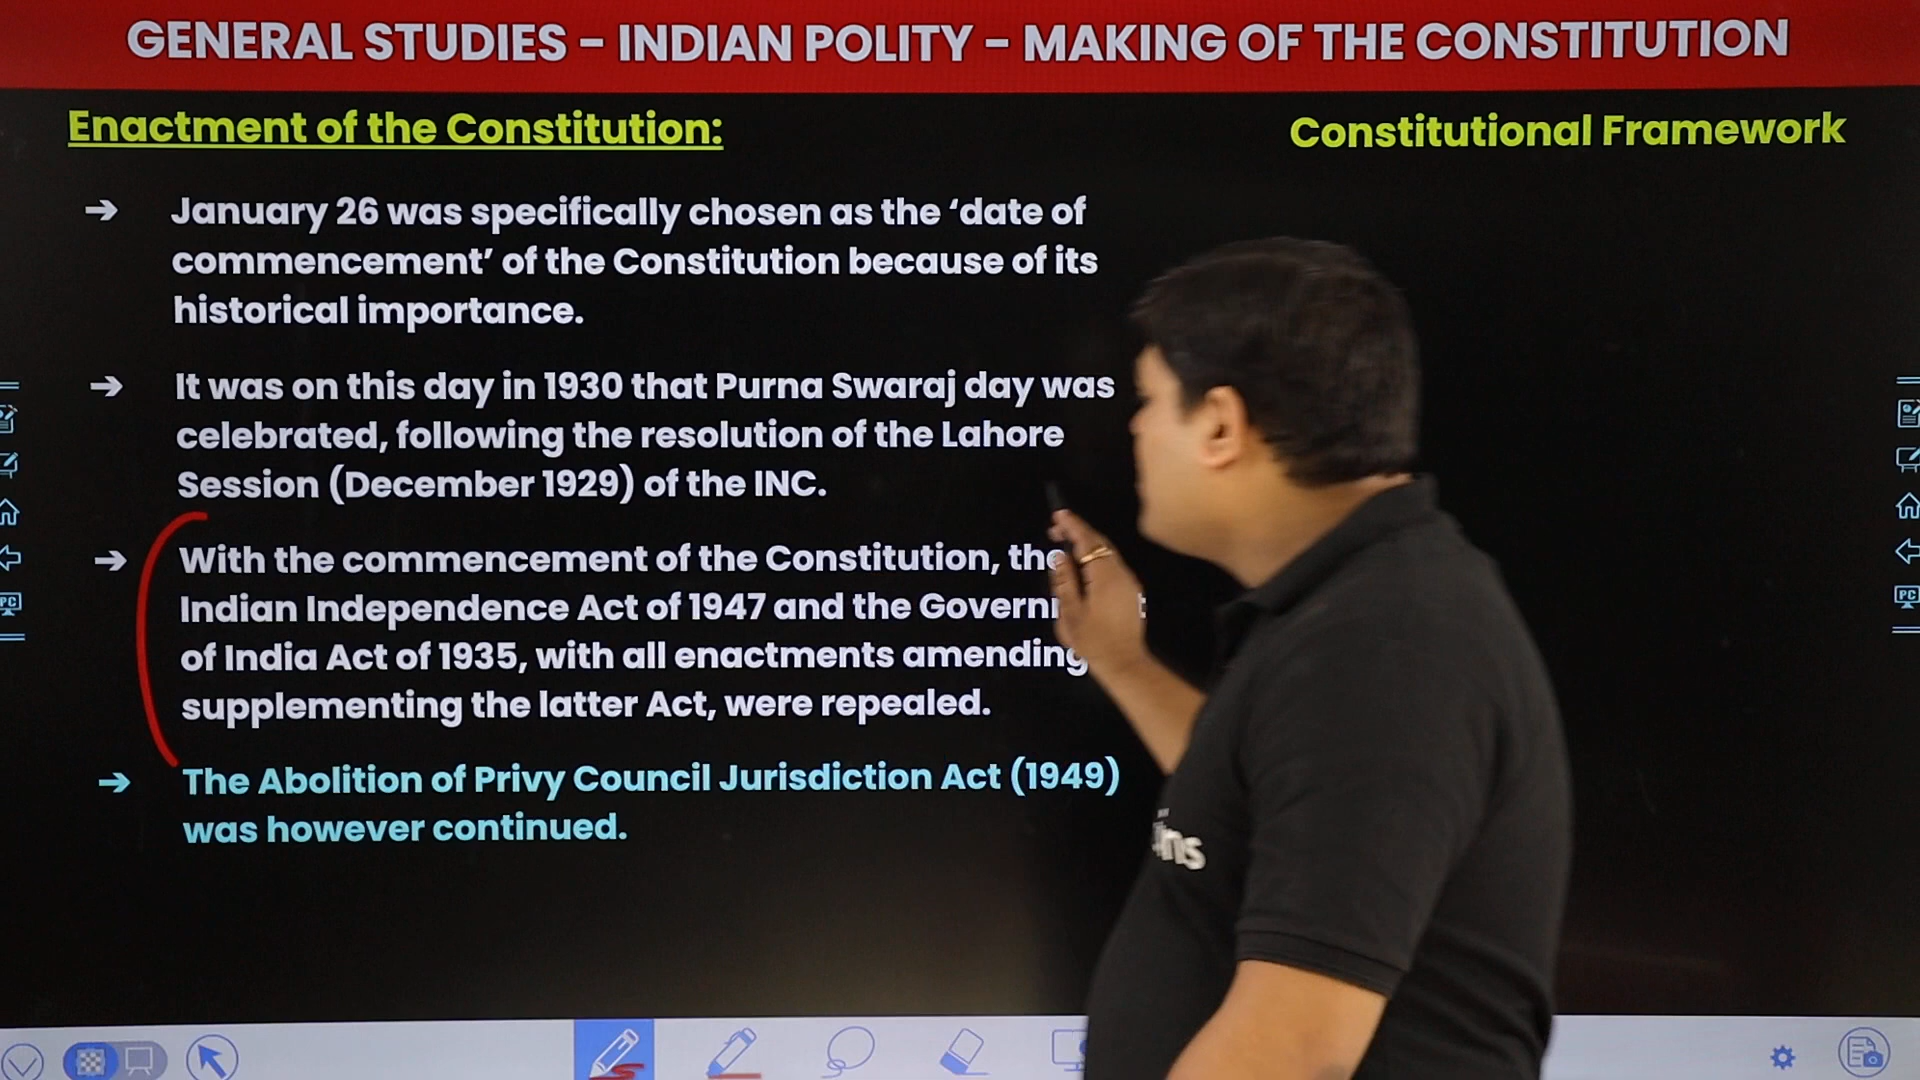 GENERAL STUDIES – INDIAN POLITY – MAKING OF THE CONSTITUTION
Enactment of the Constitution:
Constitutional Framework
→ January 26 was specifically chosen as the ‘date of
commencement’ of the Constitution because of its
historical importance.
→ It was on this day in 1930 that Purna Swaraj day was
celebrated, following the resolution of the Lahore
Session (December 1929) of the INC.
→ With the commencement of the Constitution, the
Indian Independence Act of 1947 and the
of India Act of 1935, with all enactments amending
supplementing the latter Act, were repealed.
→ The Abolition of Privy Council Jurisdiction Act (1949)
was however continued.
PC
PC